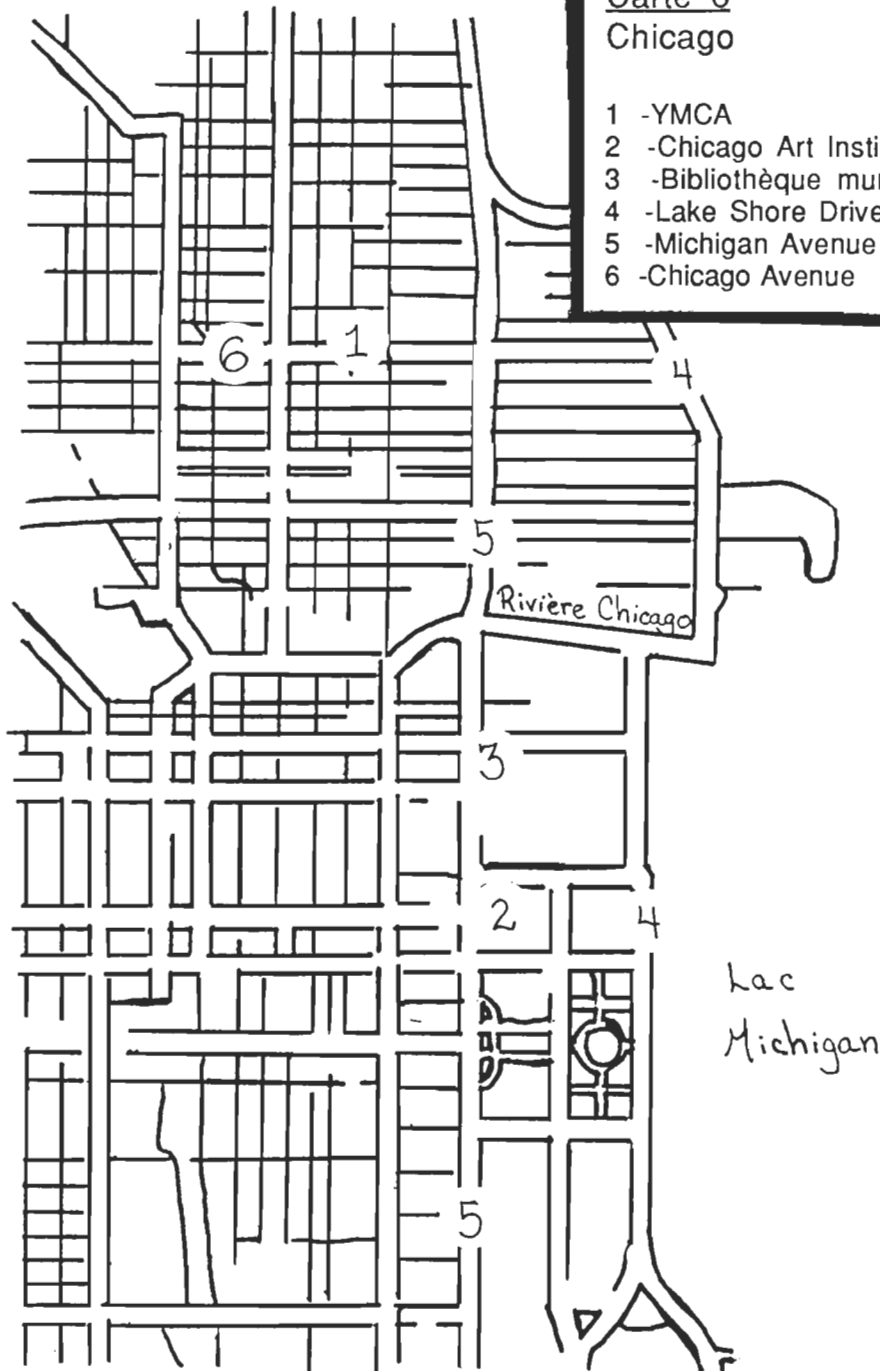 Chicago
1 -YMCA
2 -Chicago Art
3 -Bibliothèque
4 -Lake Shore Drive
5 -Michigan Avenue
6 -Chicago Avenue
6
1
4
5
Rivière Chicago
3
2
4
Lac
Michigan
5